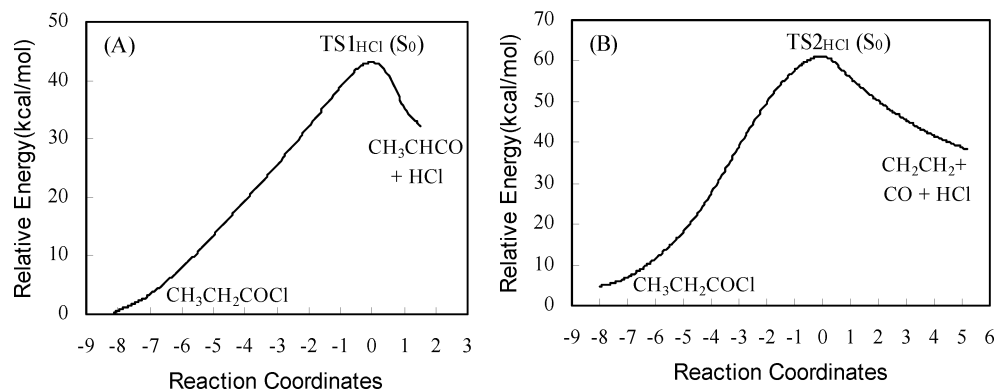 (A)
TS1HCl (S0)
50
40
30
20
10
0
Relative Energy(kcal/mol)
CH3CHCO
+ HCl
CH3CH2COCl
-9 -8 -7 -6 -5 -4 -3 -2 -1 0 1 2 3
Reaction Coordinates
(B)
TS2HCl (S0)
70
60
50
40
30
20
10
0
Relative Energy(kcal/mol)
CH2CH2+
CO + HCl
CH3CH2COCl
-9 -8 -7 -6 -5 -4 -3 -2 -1 0 1 2 3 4 5 6
Reaction Coordinates